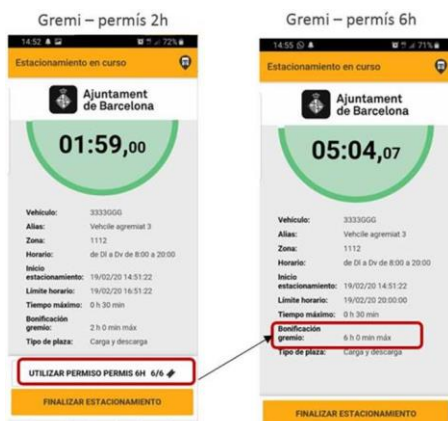 Gremi – permís 2h
14:52
72%
Estacionamiento en curso
Ajuntament
de Barcelona
01:59,00
Vehículo: 3333GGG
Alias: Vehcile agremiat 3
Zona: 1112
Horario: de Dl a Dv de 8:00 a 20:00
Inicio
estacionamiento: 19/02/20 14:51:22
Límite horario: 19/02/20 16:51:22
Tiempo máximo: 0 h 30 min
Bonificación
gremio: 2 h 0 min máx
Tipo de plaza: Carga y descarga
UTILIZAR PERMISO PERMIS 6H 6/6
FINALIZAR ESTACIONAMIENTO
Gremi – permís 6h
14:55
71%
Estacionamiento en curso
Ajuntament
de Barcelona
05:04,07
Vehículo: 3333GGG
Alias: Vehcile agremiat 3
Zona: 1112
Horario: de Dl a Dv de 8:00 a 20:00
Inicio
estacionamiento: 19/02/20 14:51:22
Límite horario: 19/02/20 20:00:00
Tiempo máximo: 0 h 30 min
Bonificación
gremio: 6 h 0 min máx
Tipo de plaza: Carga y descarga
FINALIZAR ESTACIONAMIENTO